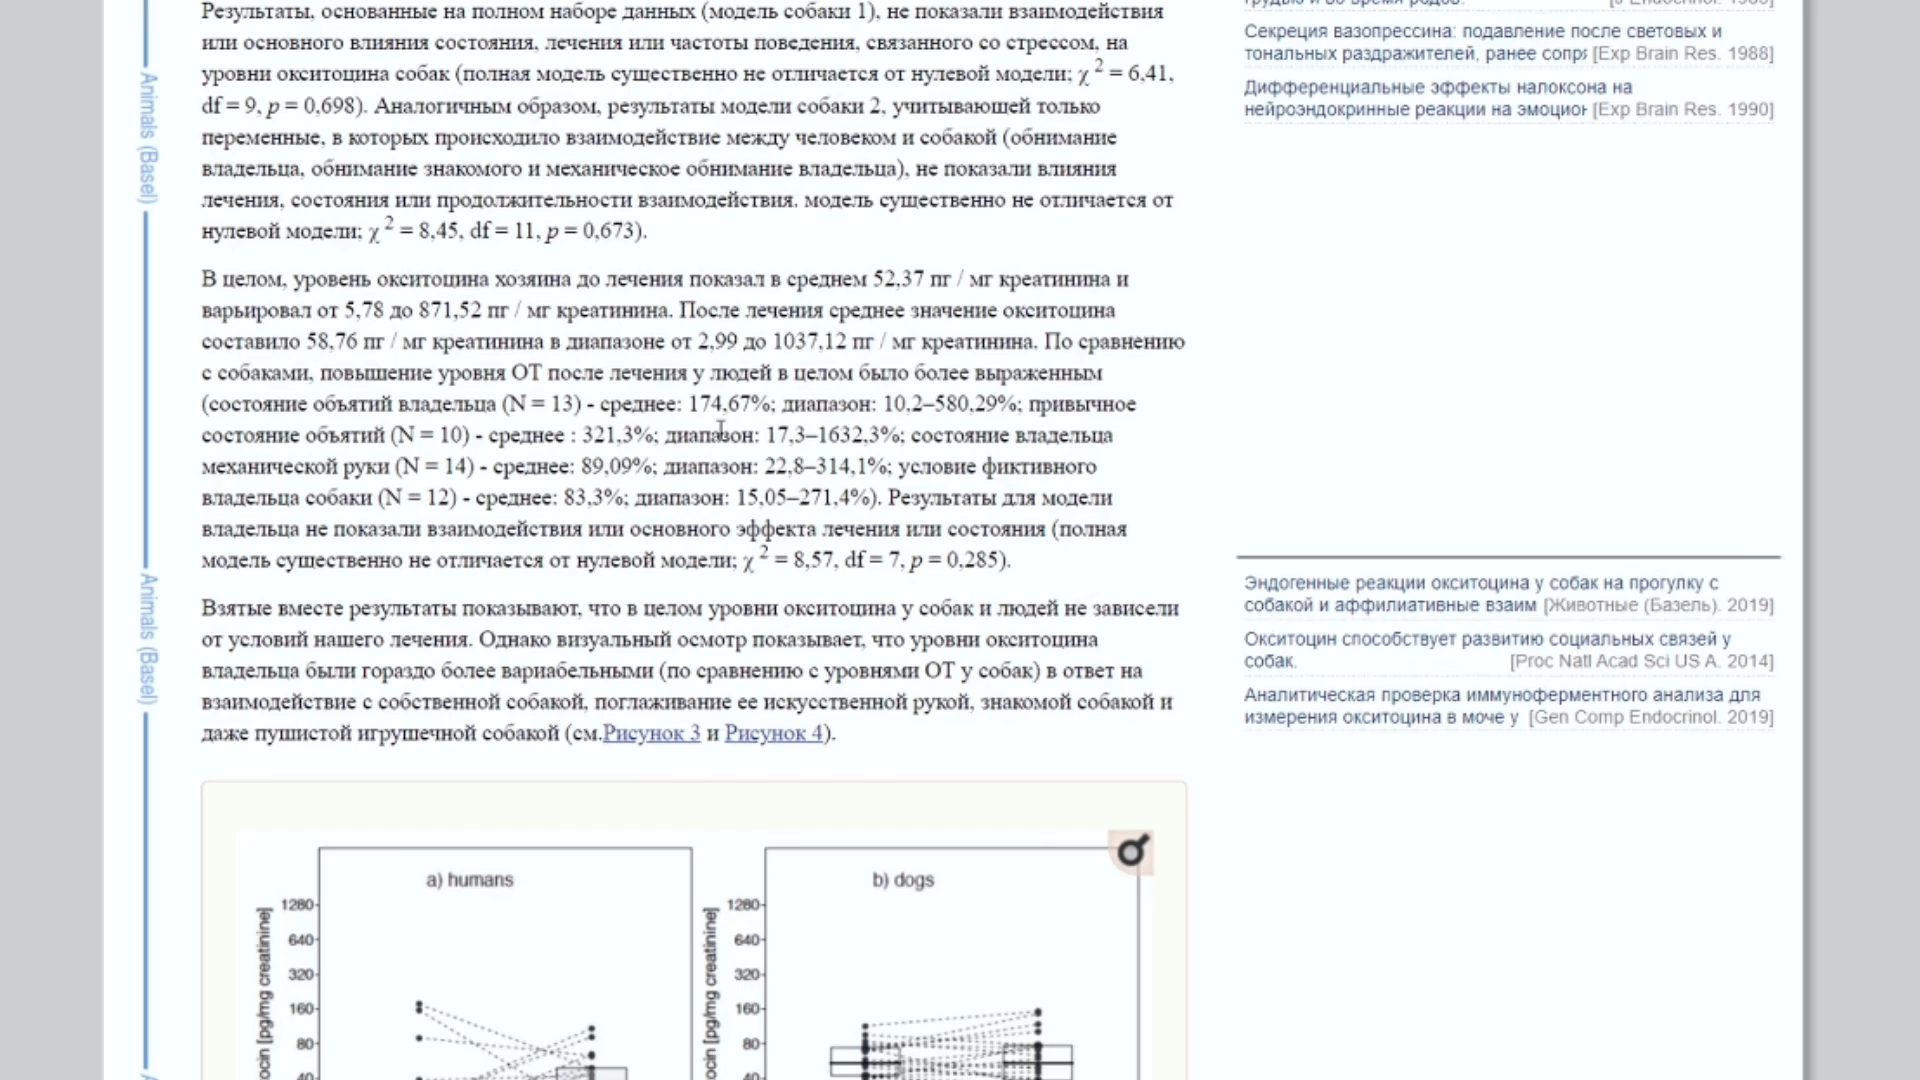 Результаты, основанные на полном наборе данных (модель собаки 1), не показали взаимодействия
или основного влияния состояния, лечения или частоты поведения, связанного со стрессом, на
уровни окситоцина собак (полная модель существенно не отличается от нулевой модели; χ 2 = 6,41,
df = 9, p = 0,698). Аналогичным образом, результаты модели собаки 2, учитывающей только
переменные, в которых происходило взаимодействие между человеком и собакой (обнимание
владельца, обнимание знакомого и механическое обнимание владельца), не показали влияния
лечения, состояния или продолжительности взаимодействия. модель существенно не отличается от
нулевой модели; χ 2 = 8,45, df = 11, p = 0,673).
В целом, уровень окситоцина хозяина до лечения показал в среднем 52,37 пг / мг креатинина и
варьировал от 5,78 до 871,52 пг / мг креатинина. После лечения среднее значение окситоцина
составило 58,76 пг / мг креатинина в диапазоне от 2,99 до 1037,12 пг / мг креатинина. По сравнению
с собаками, повышение уровня ОТ после лечения у людей в целом было более выраженным
(состояние объятий владельца (N = 13) - среднее: 174,67%; диапазон: 10,2–580,29%; привычное
состояние объятий (N = 10) - среднее : 321,3%; диапазон: 17,3–1632,3%; состояние владельца
механической руки (N = 14) - среднее: 89,09%; диапазон: 22,8–314,1%; условие фиктивного
владельца собаки (N = 12) - среднее: 83,3%; диапазон: 15,05–271,4%). Результаты для модели
владельца не показали взаимодействия или основного эффекта лечения или состояния (полная
модель существенно не отличается от нулевой модели; χ 2 = 8,57, df = 7, p = 0,285).
Взятые вместе результаты показывают, что в целом уровни окситоцина у собак и людей не зависели
от условий нашего лечения. Однако визуальный осмотр показывает, что уровни окситоцина
владельца были гораздо более вариабельными (по сравнению с уровнями ОТ у собак) в ответ на
взаимодействие с собственной собакой, поглаживание ее искусственной рукой, знакомой собакой и
даже пушистой игрушечной собакой (см.Рисунок 3 и Рисунок 4).
a) humans
1280
640
320
160
80
40
[pg/mg creatinine]
b) dogs
1280
640
320
160
80
40
[pg/mg creatinine]
Animals (Basel)
Animals (Basel)
Секреция вазопрессина: подавление после световых и
тональных раздражителей, ранее сопр [Exp Brain Res. 1988]
Дифференциальные эффекты налоксона на
нейроэндокринные реакции на эмоцион [Exp Brain Res. 1990]
Эндогенные реакции окситоцина у собак на прогулку с
собакой и аффилиативные взаим [Животные (Базель). 2019]
Окситоцин способствует развитию социальных связей у
собак. [Proc Natl Acad Sci US A. 2014]
Аналитическая проверка иммуноферментного анализа для
измерения окситоцина в моче у [Gen Comp Endocrinol. 2019]